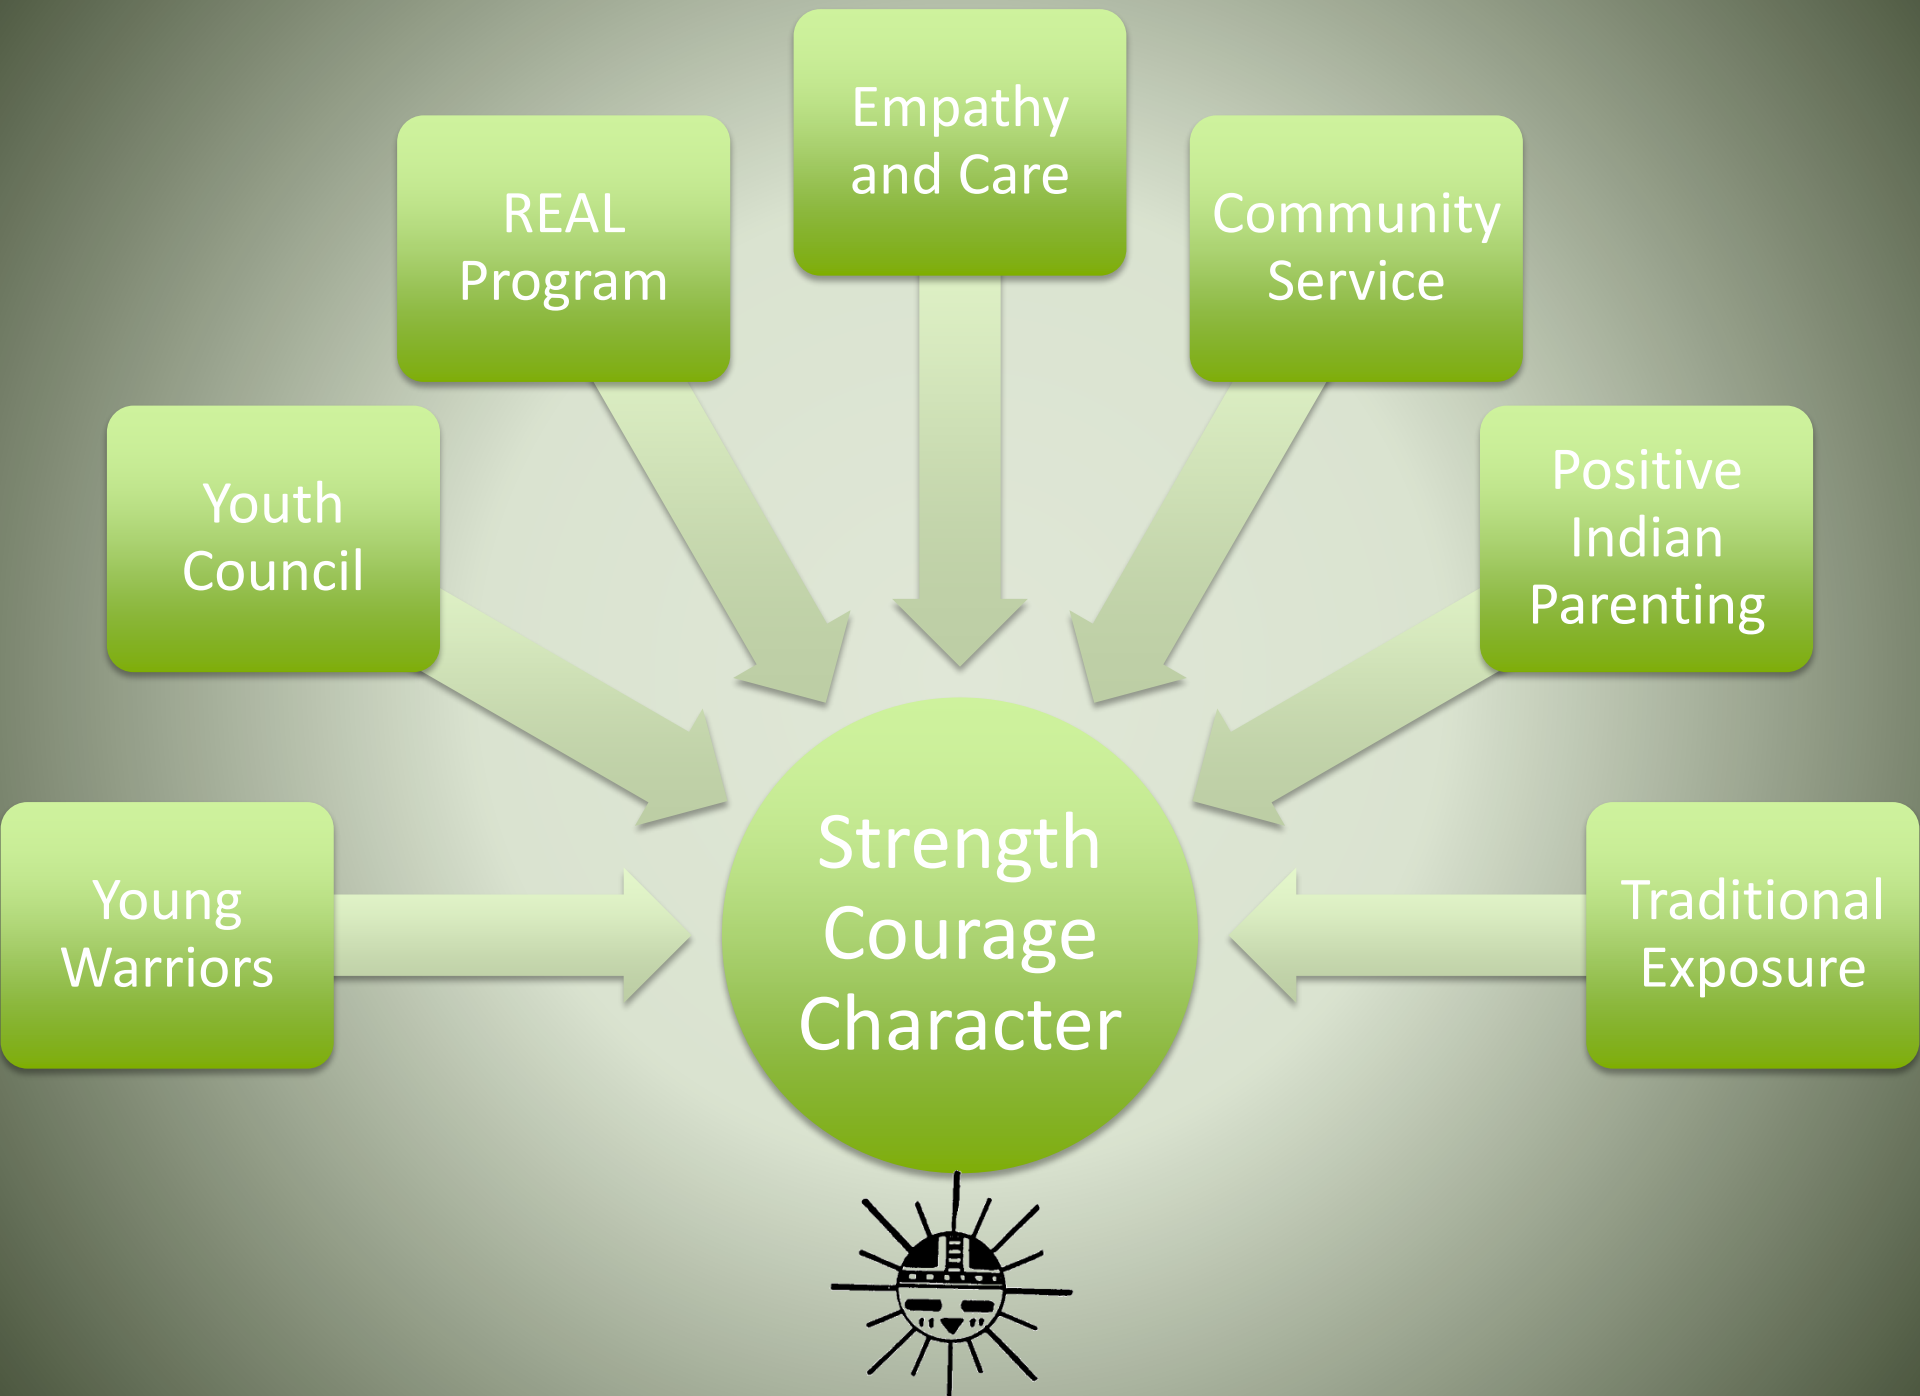 Empathy
and Care
REAL
Program
Community
Service
Youth
Council
Positive
Indian
Parenting
Young
Warriors
Strength
Courage
Character
Traditional
Exposure